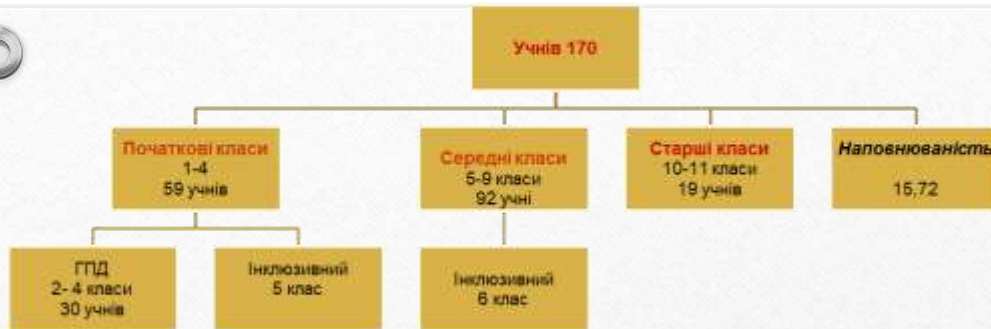 Учнів 170
Початкові класи
1-4
59 учнів
Середні класи
5-9 класи
92 учні
Старші класи
10-11 класи
19 учнів
Наповнюваність
15,72
ГПД
2- 4 класи
30 учнів
Інклюзивний
5 клас
Інклюзивний
6 клас